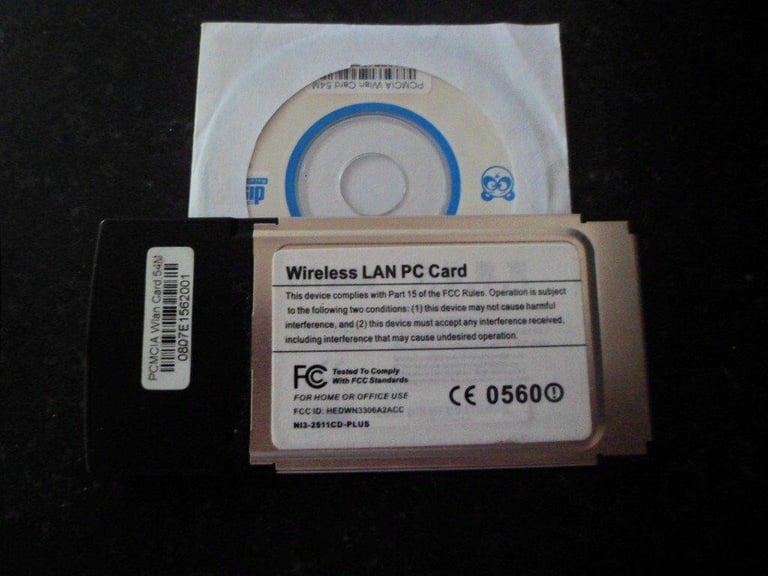 PCMCIA Wlan Card 54M
sip
PCMCIA Wlan Card 54M
0807E1562001
Wireless LAN PC Card
This device complies with Part 15 of the FCC Rules. Operation is subject
to the following two conditions: (1) this device may not cause harmful
interference, and (2) this device must accept any interference received,
including interference that may cause undesired operation.
FCC Tested To Comply
With FCC Standards
FOR HOME OR OFFICE USE
FCC ID: HEDWN3306A2ACC
NI3-2511CD-PLUS
CE 0560